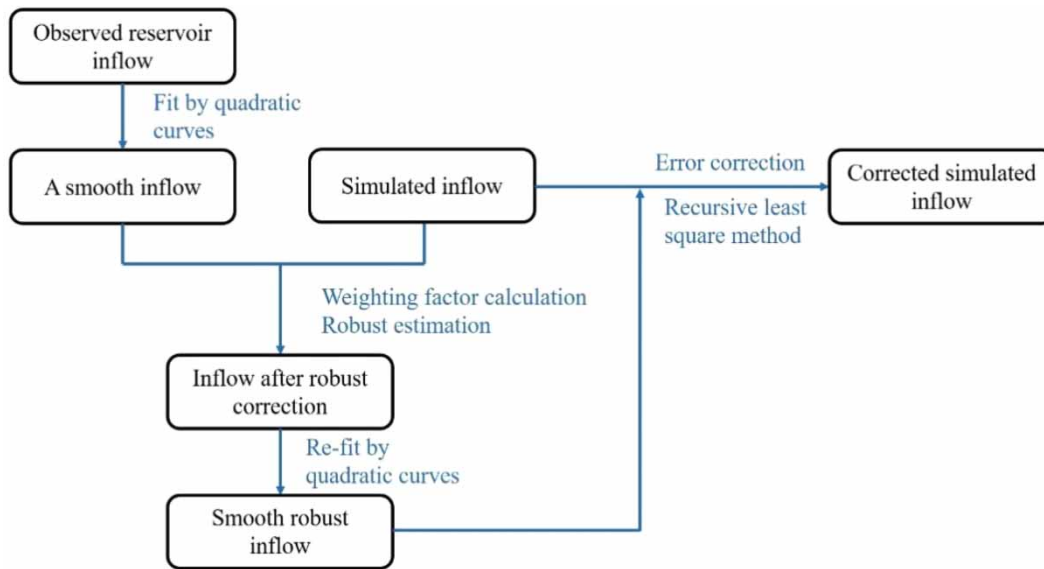 Observed reservoir
inflow
Fit by quadratic
curves
A smooth inflow
Simulated inflow
Error correction
Recursive least
square method
Corrected simulated
inflow
Weighting factor calculation
Robust estimation
Inflow after robust
correction
Re-fit by
quadratic curves
Smooth robust
inflow